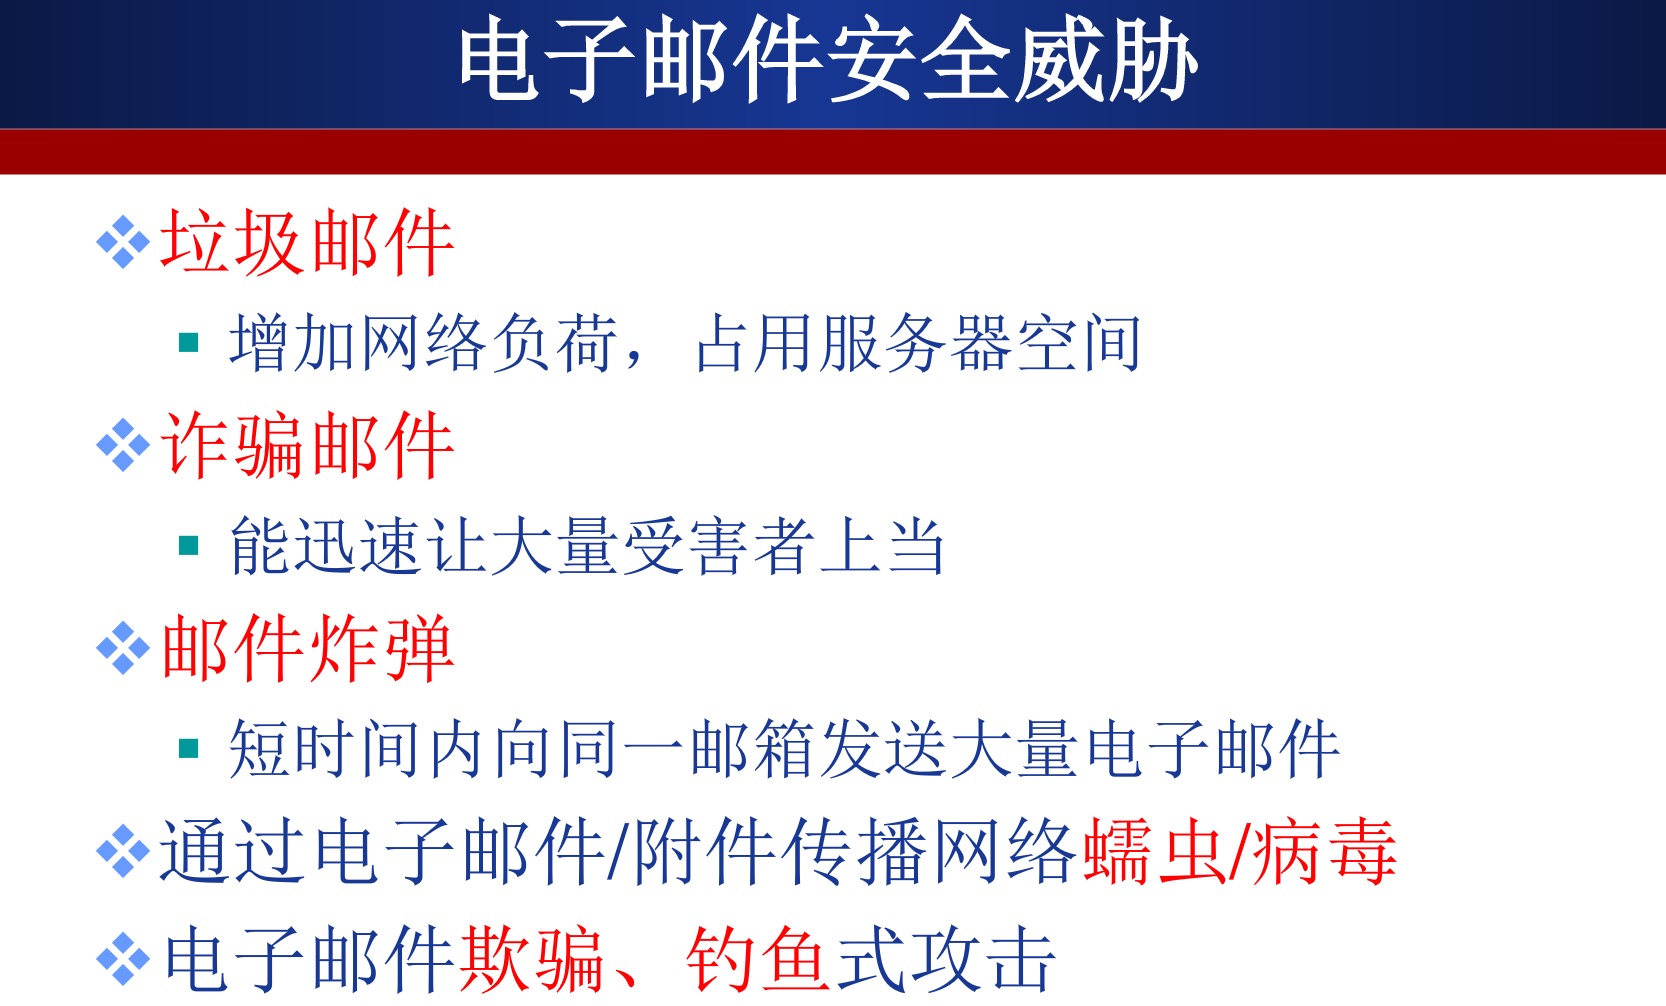 电子邮件安全威胁
垃圾邮件
增加网络负荷，占用服务器空间
诈骗邮件
能迅速让大量受害者上当
邮件炸弹
短时间内向同一邮箱发送大量电子邮件
通过电子邮件/附件传播网络蠕虫/病毒
电子邮件欺骗、钓鱼式攻击